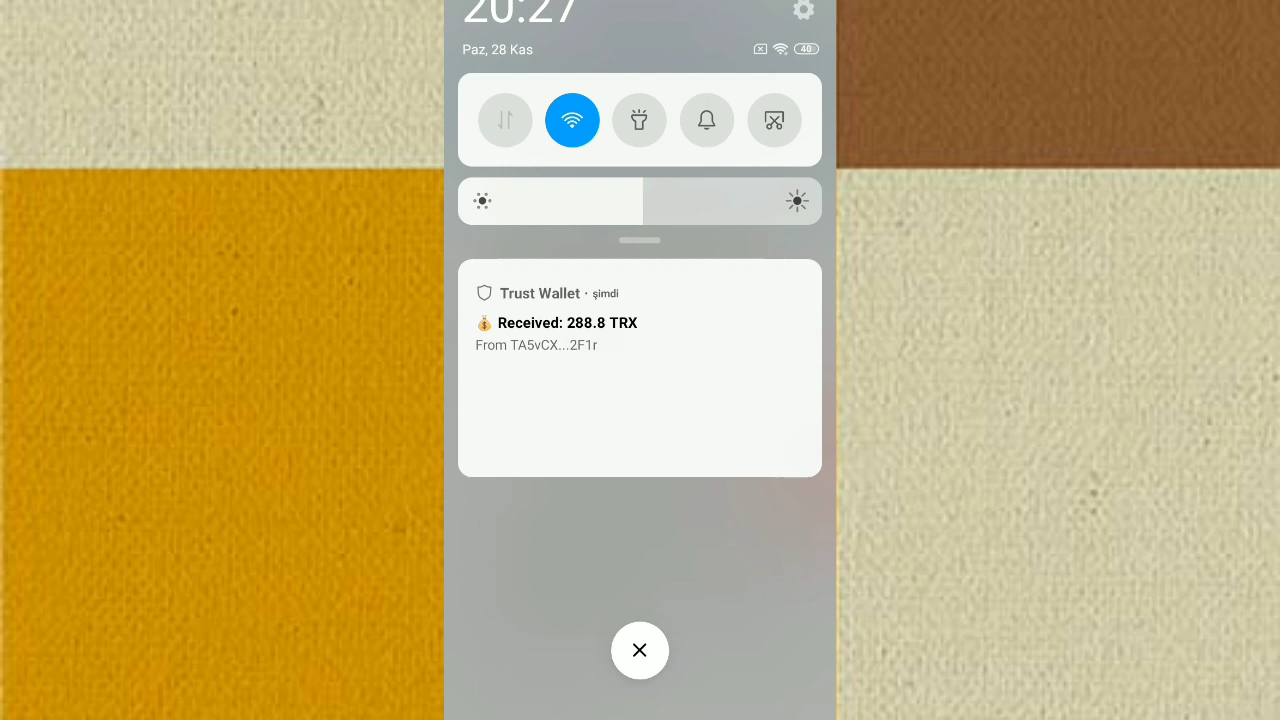 20:27
Paz, 28 Kas
40
Trust Wallet · şimdi
💰 Received: 288.8 TRX
From TA5vCX...2F1r